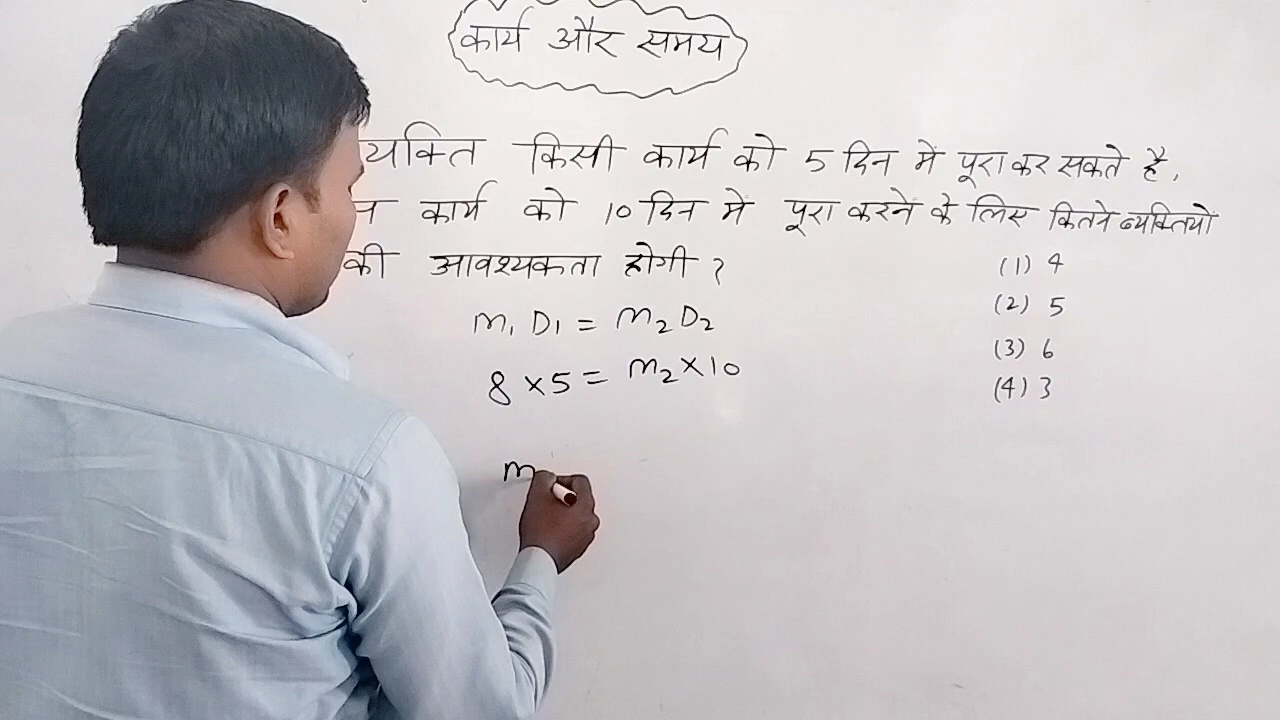 कार्य और समय
व्यक्ति किसी कार्य को 5 दिन में पूरा कर सकते है,
कार्य को 10 दिन मे पूरा करने के लिए कितने व्यक्तियो
की आवश्यकता होगी ?
(1) 4
M₁ D₁ = M₂ D₂
(2) 5
8 × 5 = M₂ × 10
(3) 6
(4) 3
M